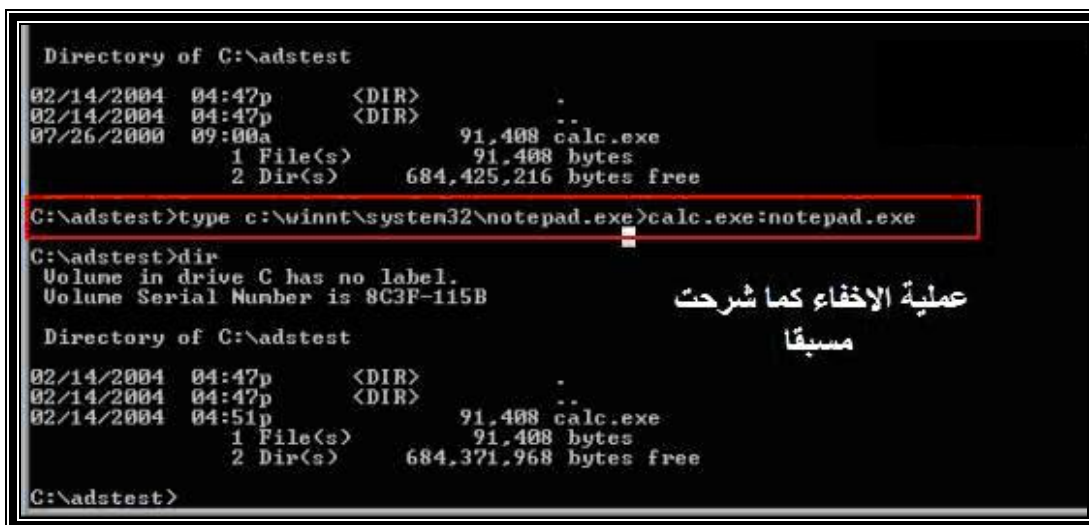 Directory of C:\adstest
02/14/2004 04:47p <DIR> .
02/14/2004 04:47p <DIR> ..
07/26/2000 09:00a 91,408 calc.exe
1 File(s) 91,408 bytes
2 Dir(s) 684,425,216 bytes free
C:\adstest>type c:\winnt\system32\notepad.exe>calc.exe:notepad.exe
C:\adstest>dir
Volume in drive C has no label.
Volume Serial Number is 8C3F-115B
عملية الاخفاء كما شرحت
مسبقا
Directory of C:\adstest
02/14/2004 04:47p <DIR> .
02/14/2004 04:47p <DIR> ..
02/14/2004 04:51p 91,408 calc.exe
1 File(s) 91,408 bytes
2 Dir(s) 684,371,968 bytes free
C:\adstest>